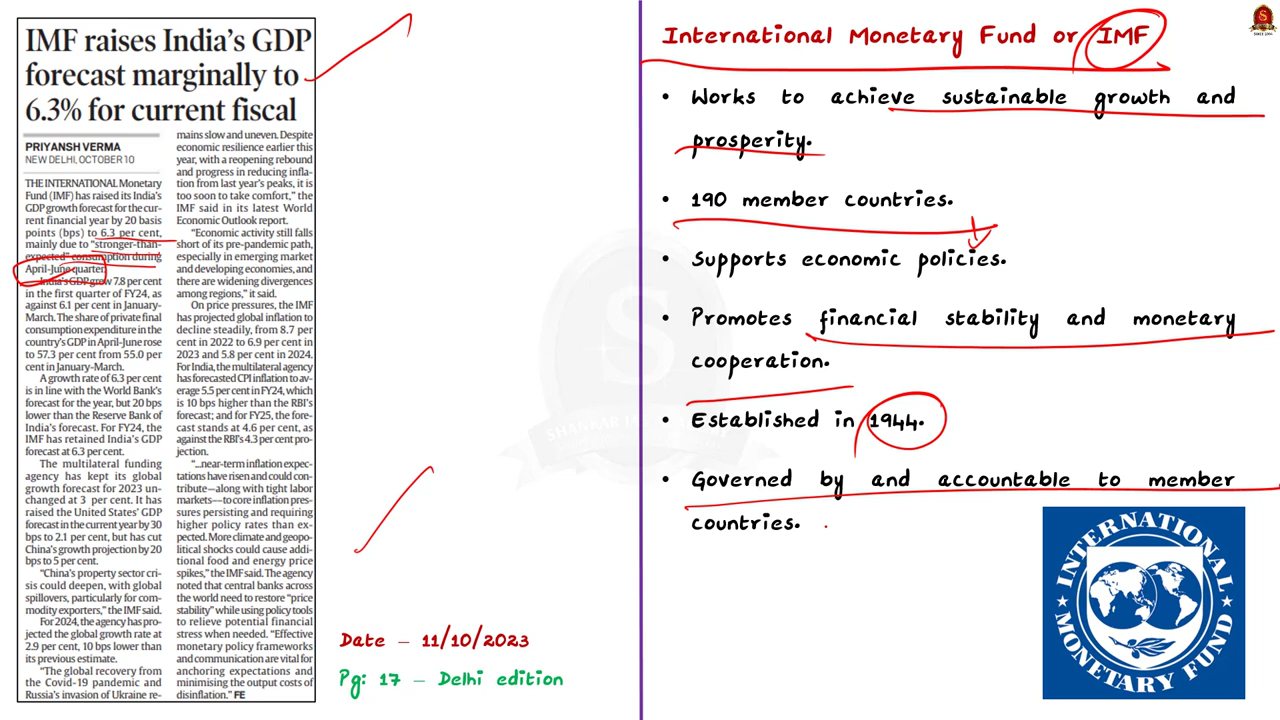 IMF raises India's GDP
forecast marginally to
6.3% for current fiscal
PRIYANSH VERMA
NEW DELHI, OCTOBER 10
THE INTERNATIONAL Monetary
Fund (IMF) has raised its India's
GDP growth forecast for the cur-
rent financial year by 20 basis
points (bps) to 6.3 per cent,
mainly due to "stronger-than-
expected" consumption during
April-June quarter.
India's GDP grew 7.8 per cent
in the first quarter of FY24, as
against 6.1 per cent in January-
March. The share of private final
consumption expenditure in the
country's GDP in April-June rose
to 57.3 per cent from 55.0 per
cent in January-March.
A growth rate of 6.3 per cent
is in line with the World Bank's
forecast for the year, but 20 bps
lower than the Reserve Bank of
India's forecast. For FY24, the
IMF has retained India's GDP
forecast at 6.3 per cent.
The multilateral funding
agency has kept its global
growth forecast for 2023 un-
changed at 3 per cent. It has
raised the United States' GDP
forecast in the current year by 30
bps to 2.1 per cent, but has cut
China's growth projection by 20
bps to 5 per cent.
"China's property sector cri-
sis could deepen, with global
spillovers, particularly for com-
modity exporters," the IMF said.
For 2024, the agency has pro-
jected the global growth rate at
2.9 per cent, 10 bps lower than
its previous estimate.
"The global recovery from
the Covid-19 pandemic and
Russia's invasion of Ukraine re-
mains slow and uneven. Despite
economic resilience earlier this
year, with a reopening rebound
and progress in reducing infla-
tion from last year's peaks, it is
too soon to take comfort," the
IMF said in its latest World
Economic Outlook report.
"Economic activity still falls
short of its pre-pandemic path,
especially in emerging market
and developing economies, and
there are widening divergences
among regions," it said.
On price pressures, the IMF
has projected global inflation to
decline steadily, from 8.7 per
cent in 2022 to 6.9 per cent in
2023 and 5.8 per cent in 2024.
For India, the multilateral agency
has forecasted CPI inflation to av-
erage 5.5 per cent in FY24, which
is 10 bps higher than the RBI's
forecast; and for FY25, the fore-
cast stands at 4.6 per cent, as
against the RBI's 4.3 per cent pro-
jection.
"...near-term inflation expec-
tations have risen and could con-
tribute—along with tight labor
markets—to core inflation pres-
sures persisting and requiring
higher policy rates than ex-
pected. More climate and geopo-
litical shocks could cause addi-
tional food and energy price
spikes," the IMF said. The agency
noted that central banks across
the world need to restore "price
stability" while using policy tools
to relieve potential financial
stress when needed. "Effective
monetary policy frameworks
and communication are vital for
anchoring expectations and
minimising the output costs of
disinflation." FE
Date – 11/10/2023
Pg: 17 – Delhi edition
International Monetary Fund or IMF
• Works to achieve sustainable growth and
prosperity.
• 190 member countries.
• Supports economic policies.
• Promotes financial stability and monetary
cooperation.
• Established in 1944.
• Governed by and accountable to member
countries.
INTERNATIONAL
MONETARY FUND